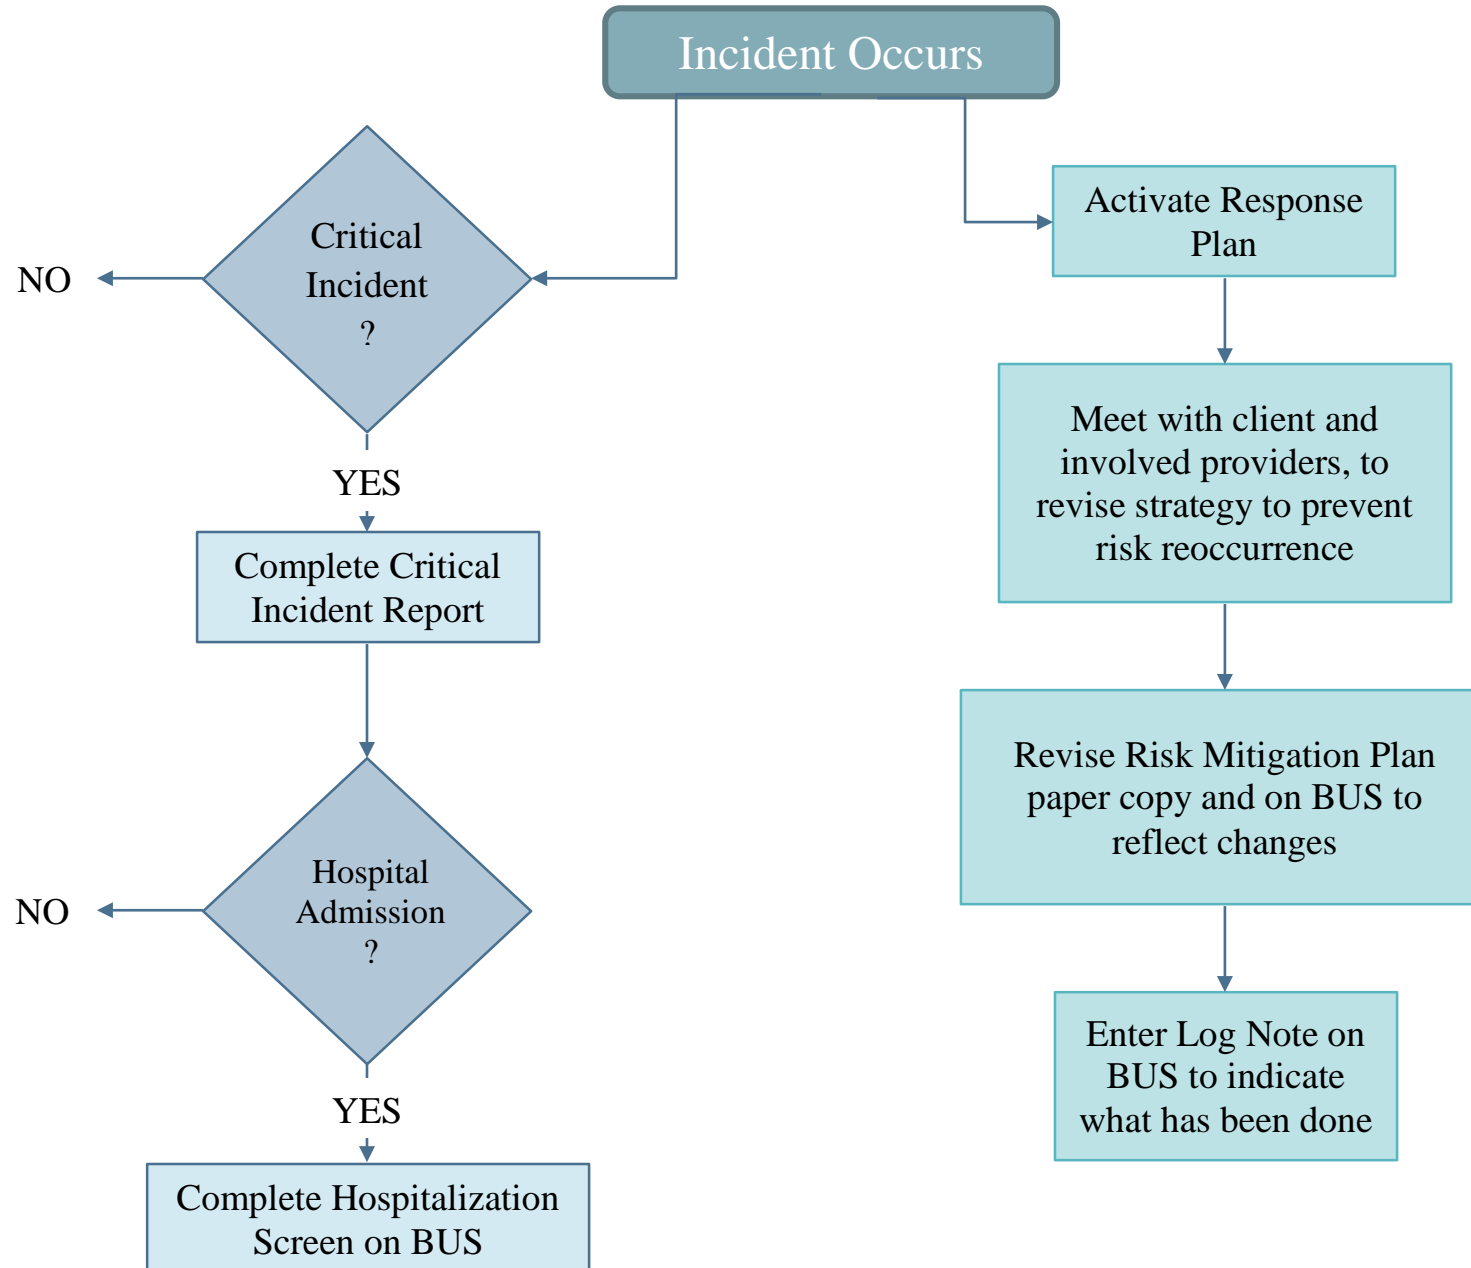 Incident Occurs
Critical
Incident
?
NO
YES
Complete Critical
Incident Report
Hospital
Admission
?
NO
YES
Complete Hospitalization
Screen on BUS
Activate Response
Plan
Meet with client and
involved providers, to
revise strategy to prevent
risk reoccurrence
Revise Risk Mitigation Plan
paper copy and on BUS to
reflect changes
Enter Log Note on
BUS to indicate
what has been done